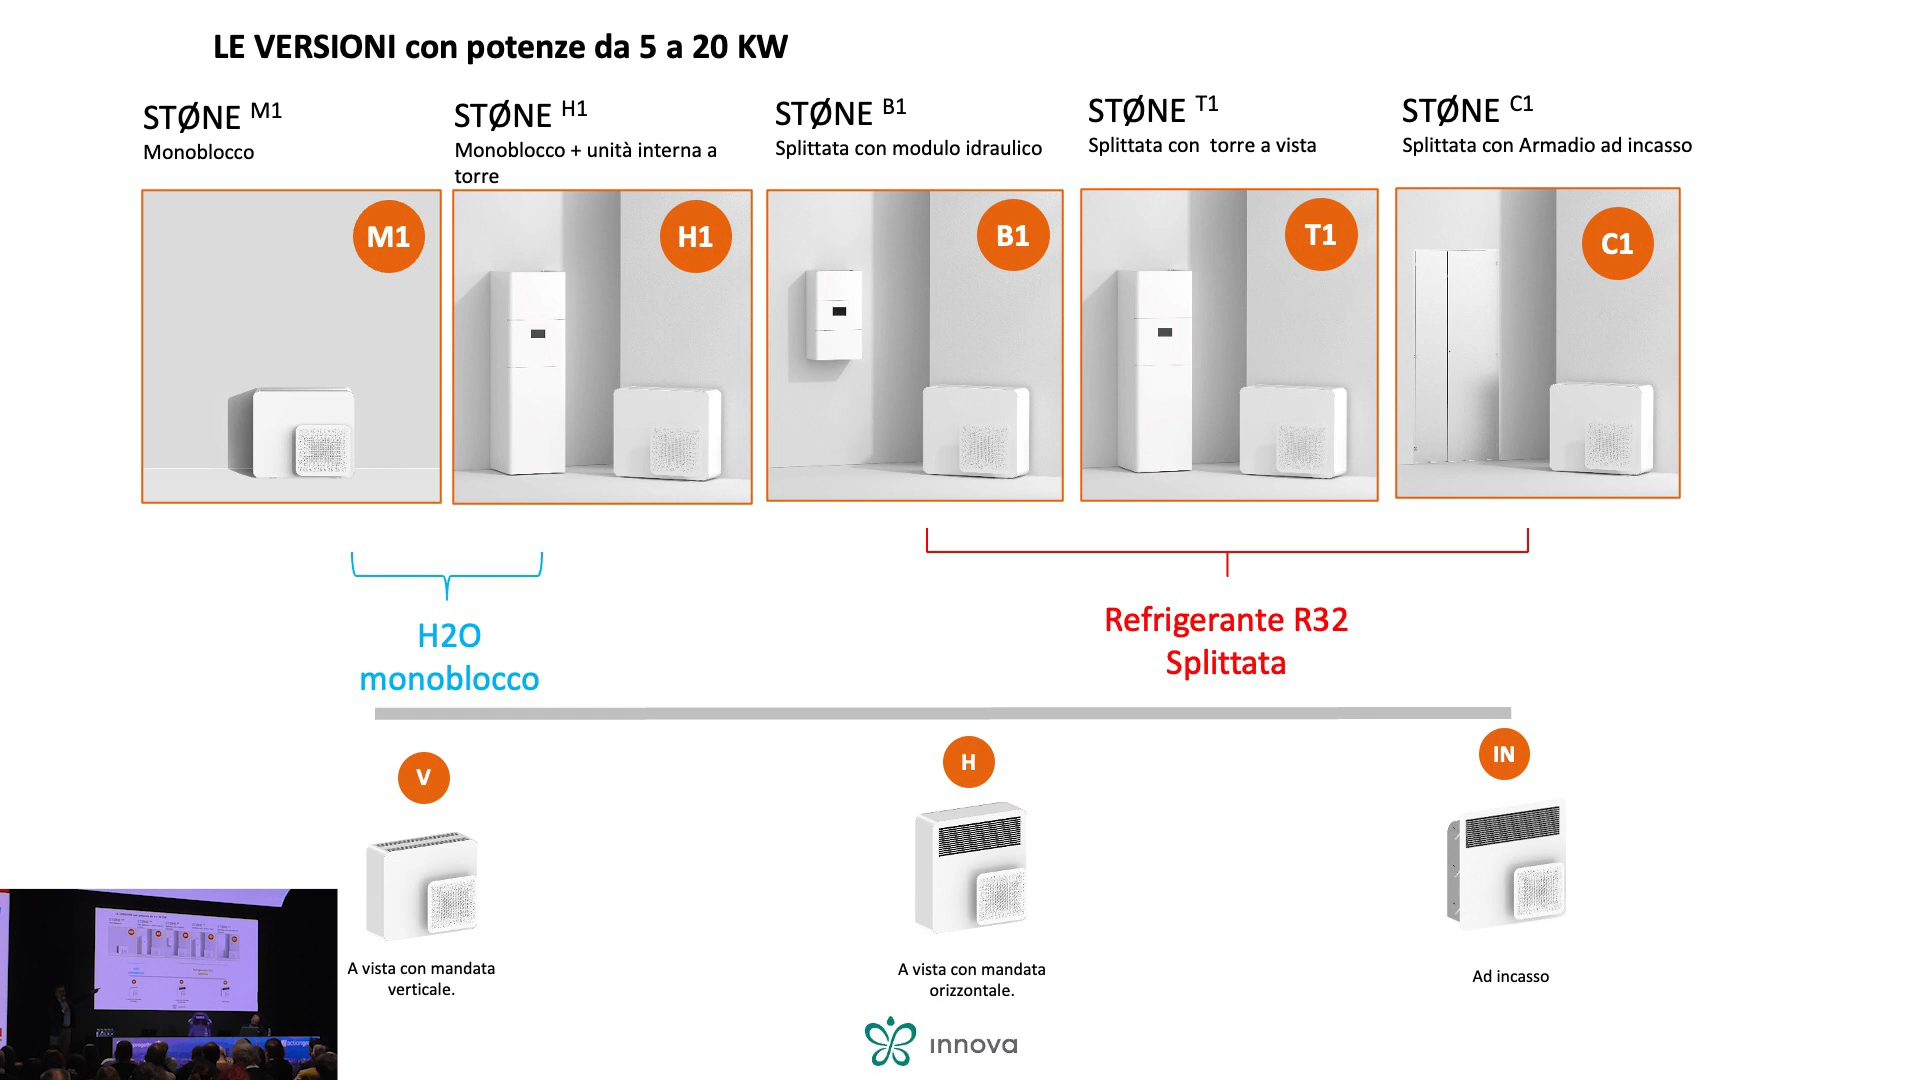 LE VERSIONI con potenze da 5 a 20 KW
STØNE M1
Monoblocco
STØNE H1
Monoblocco + unità interna a
torre
STØNE B1
Splittata con modulo idraulico
STØNE T1
Splittata con torre a vista
STØNE C1
Splittata con Armadio ad incasso
M1
H1
B1
T1
C1
H2O
monoblocco
Refrigerante R32
Splittata
V
H
IN
A vista con mandata
verticale.
A vista con mandata
orizzontale.
Ad incasso
innova